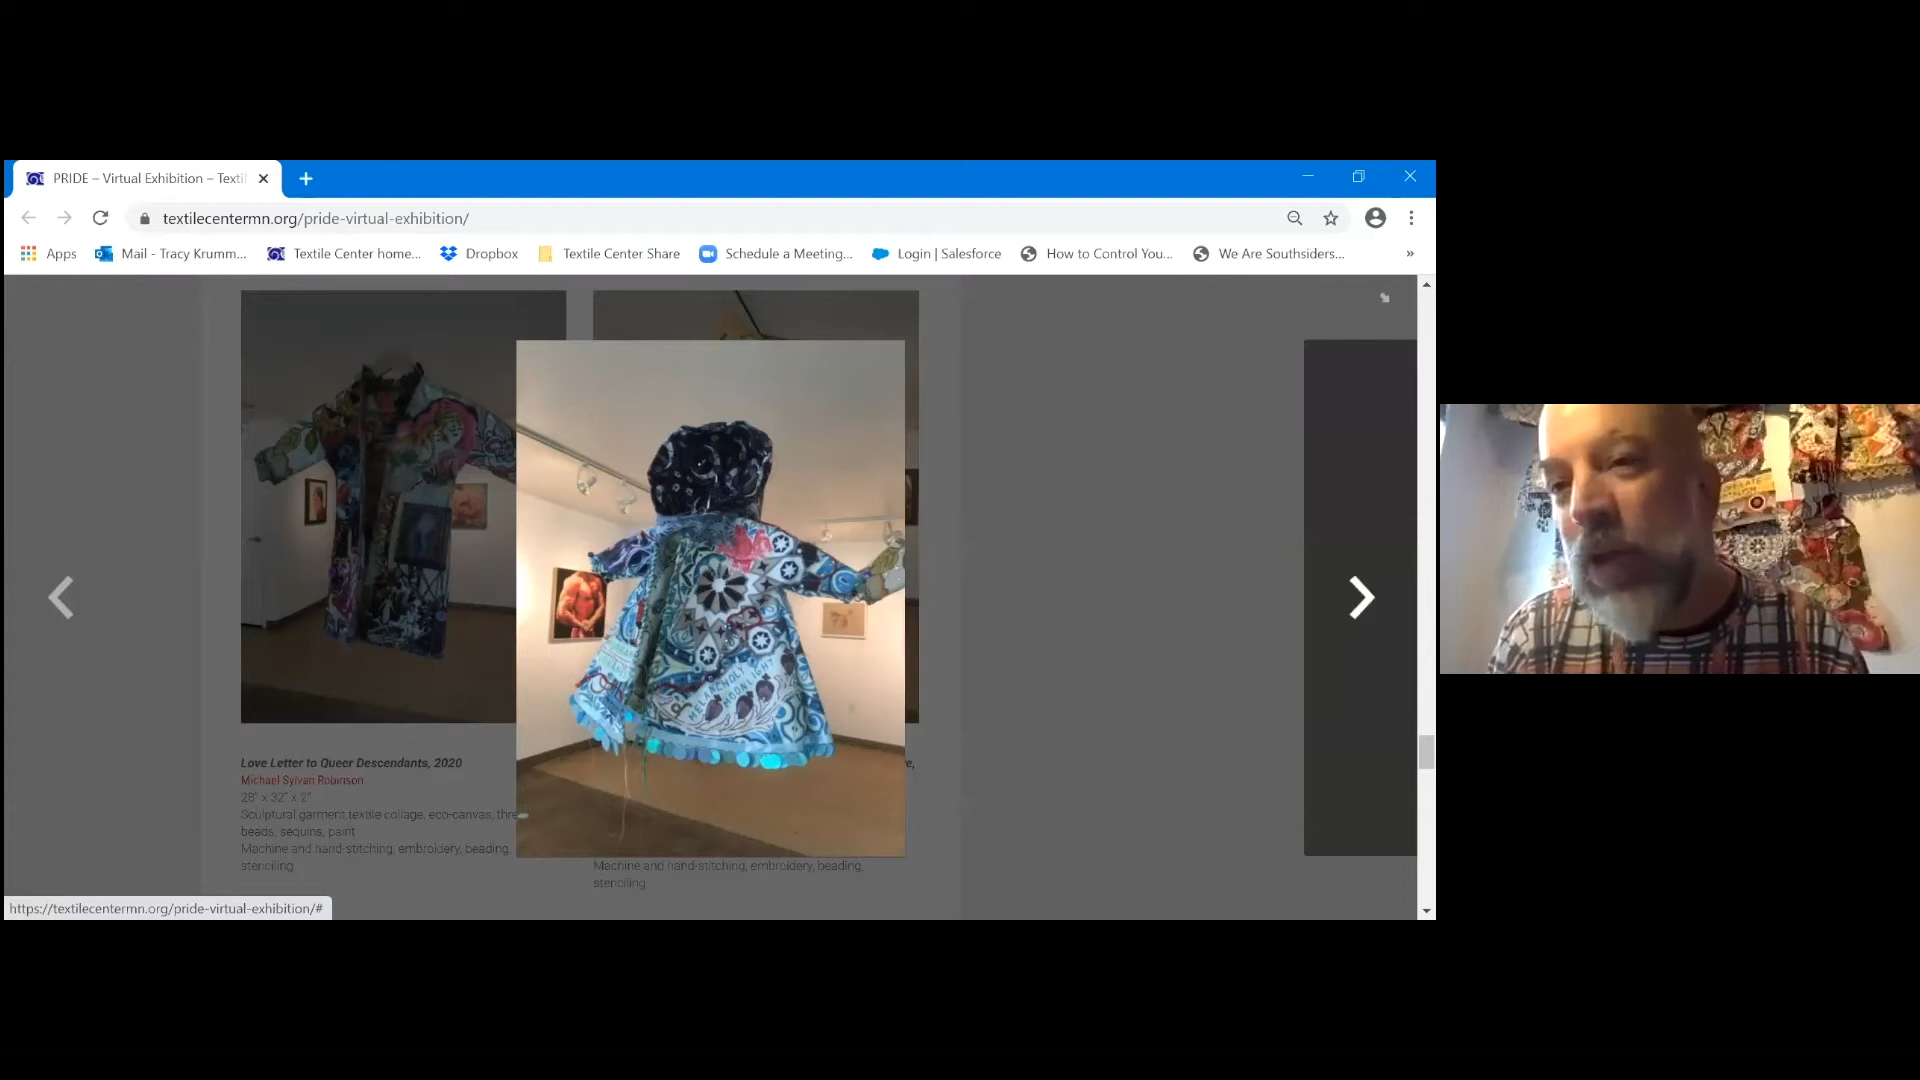 PRIDE – Virtual Exhibition – Texti
textilecentermn.org/pride-virtual-exhibition/
Apps
Mail - Tracy Krumm...
Textile Center home...
Dropbox
Textile Center Share
Schedule a Meeting...
Login | Salesforce
How to Control You...
We Are Southsiders...
»
MELANCHOLY
MOONLIGHT
Love Letter to Queer Descendants, 2020
Michael Sylvan Robinson
28" x 32" x 2"
Sculptural garment textile collage, eco-canvas, thre
beads, sequins, paint
Machine and hand-stitching, embroidery, beading,
stenciling
Machine and hand-stitching, embroidery, beading,
stenciling
https://textilecentermn.org/pride-virtual-exhibition/#